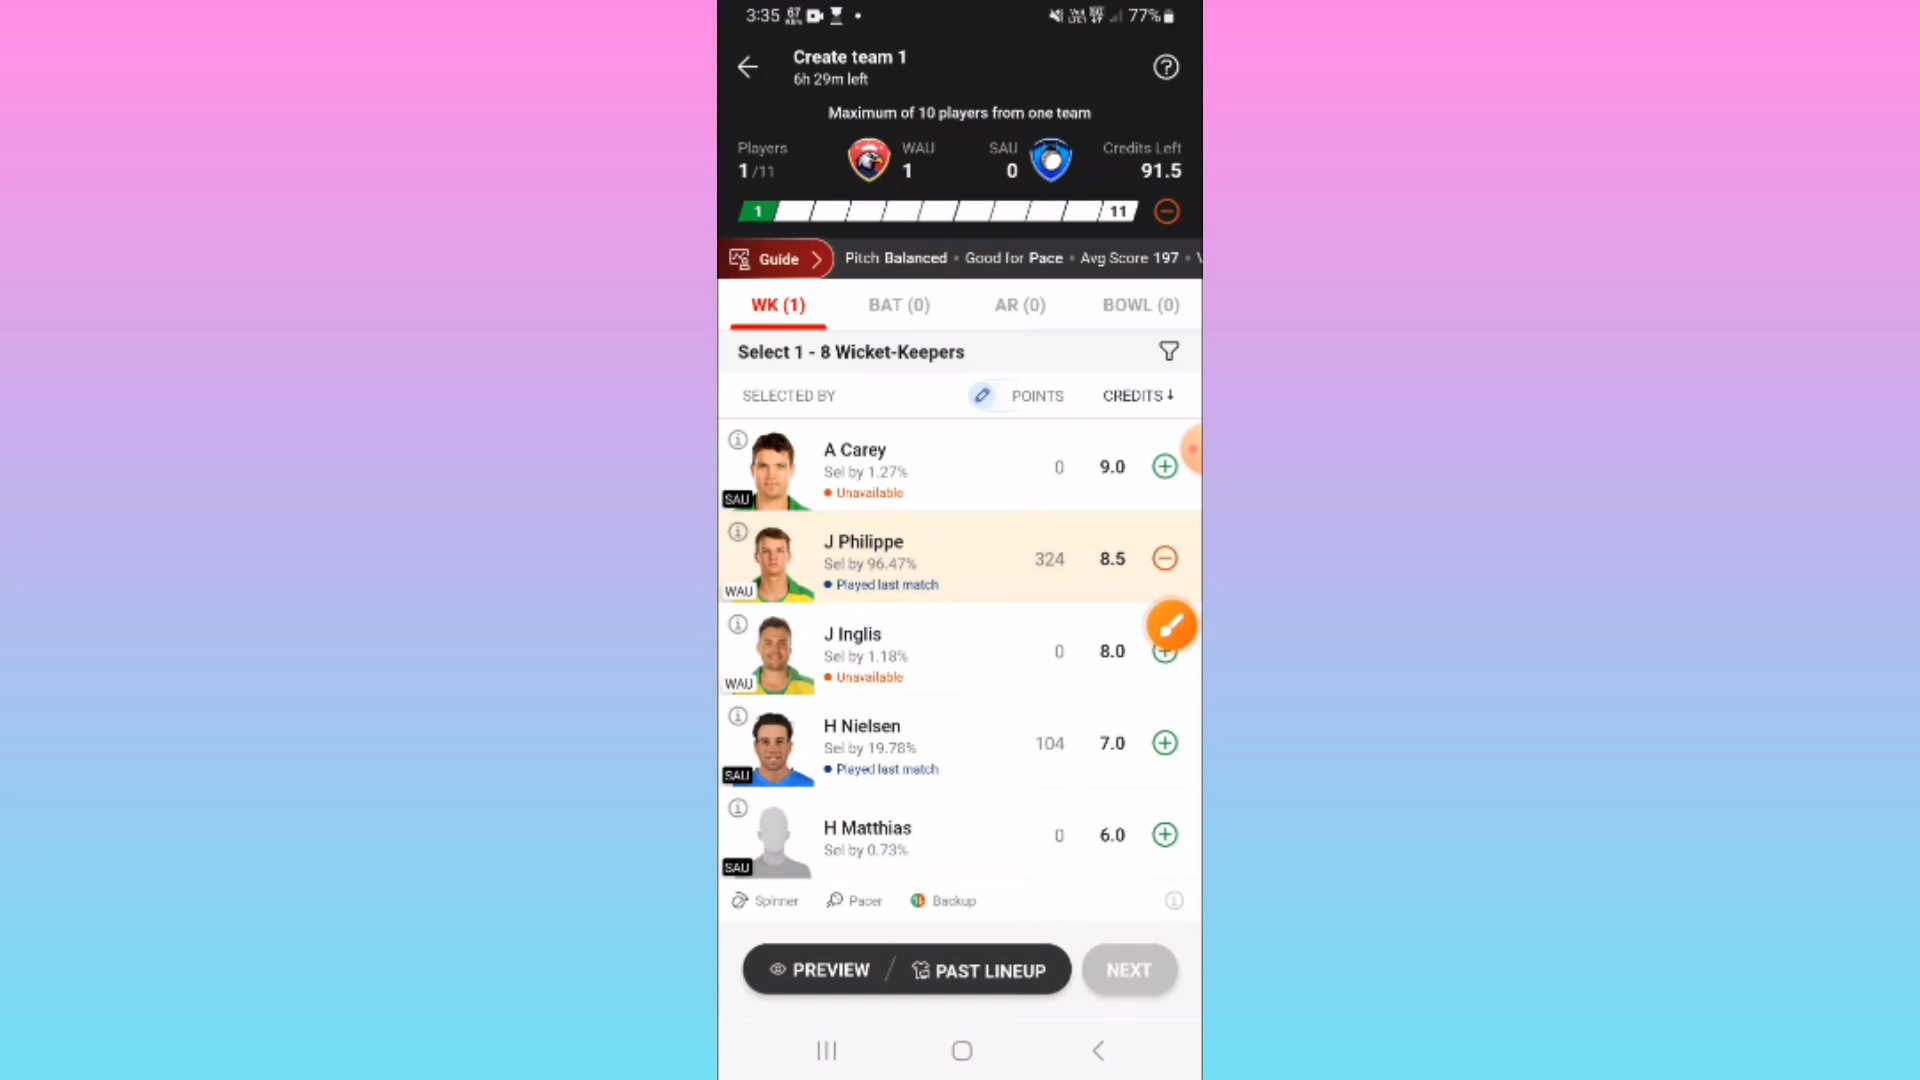 3:35 77%
Create team 1
6h 29m left
Maximum of 10 players from one team
Players WAU SAU Credits Left
1/11 1 0 91.5
1 11
Guide Pitch Balanced • Good for Pace • Avg Score 197 •
WK (1) BAT (0) AR (0) BOWL (0)
Select 1 - 8 Wicket-Keepers
SELECTED BY POINTS CREDITS↓
A Carey
Sel by 1.27% 0 9.0
SAU Unavailable
J Philippe
Sel by 96.47% 324 8.5
WAU Played last match
J Inglis
Sel by 1.18% 0 8.0
WAU Unavailable
H Nielsen
Sel by 19.78% 104 7.0
SAU Played last match
H Matthias
Sel by 0.73% 0 6.0
SAU
Spinner Pacer Backup
PREVIEW / PAST LINEUP NEXT